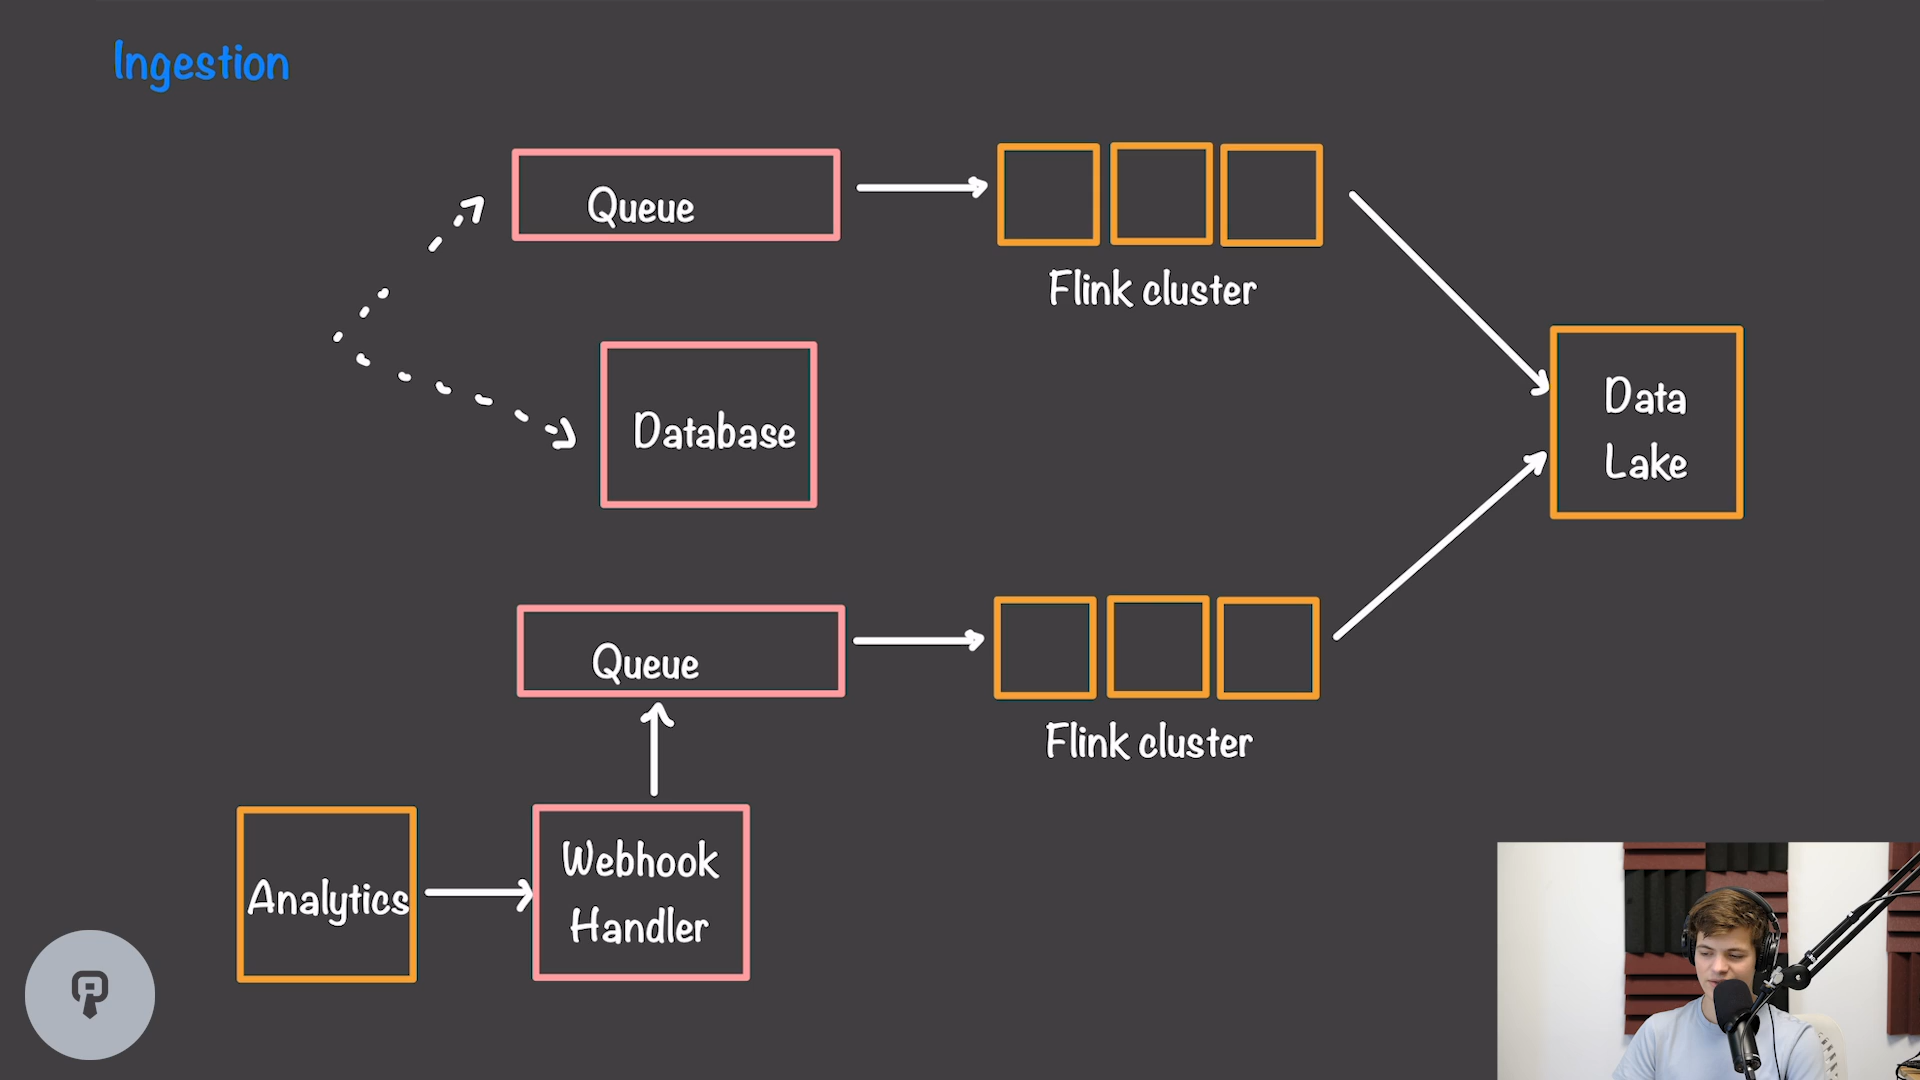 Ingestion
Queue
Flink cluster
Database
Data
Lake
Queue
Flink cluster
Analytics
Webhook
Handler